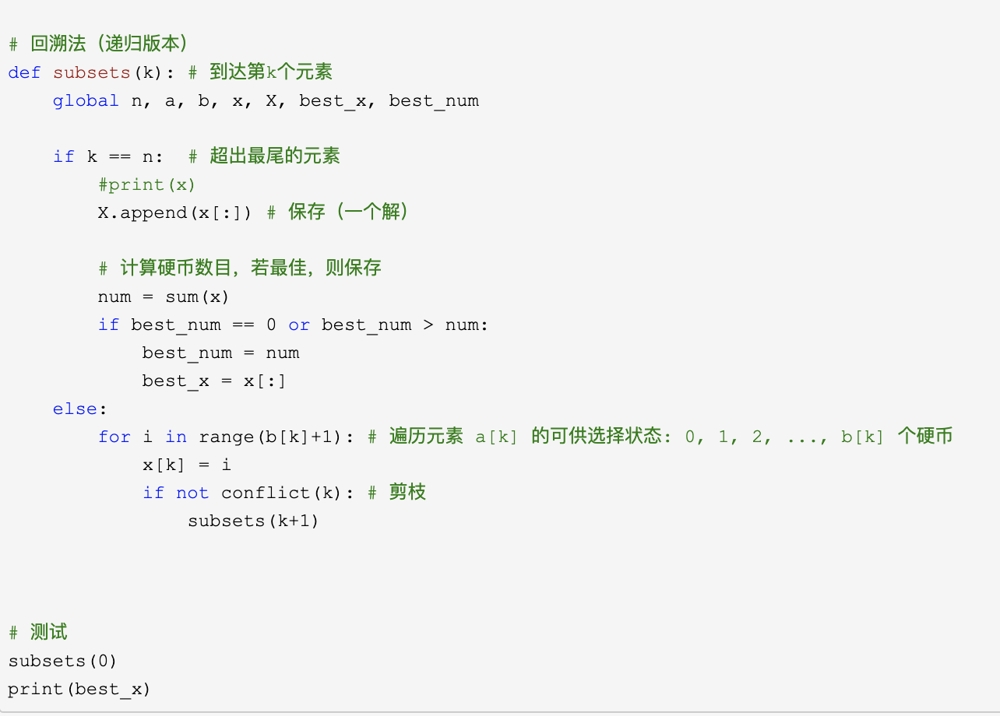 # 回溯法（递归版本）
def subsets(k): # 到达第k个元素
    global n, a, b, x, X, best_x, best_num
    if k == n:  # 超出最尾的元素
        #print(x)
        X.append(x[:]) # 保存（一个解）
        # 计算硬币数目，若最佳，则保存
        num = sum(x)
        if best_num == 0 or best_num > num:
            best_num = num
            best_x = x[:]
    else:
        for i in range(b[k]+1): # 遍历元素 a[k] 的可供选择状态: 0, 1, 2, ..., b[k] 个硬币
            x[k] = i
            if not conflict(k): # 剪枝
                subsets(k+1)
# 测试
subsets(0)
print(best_x)